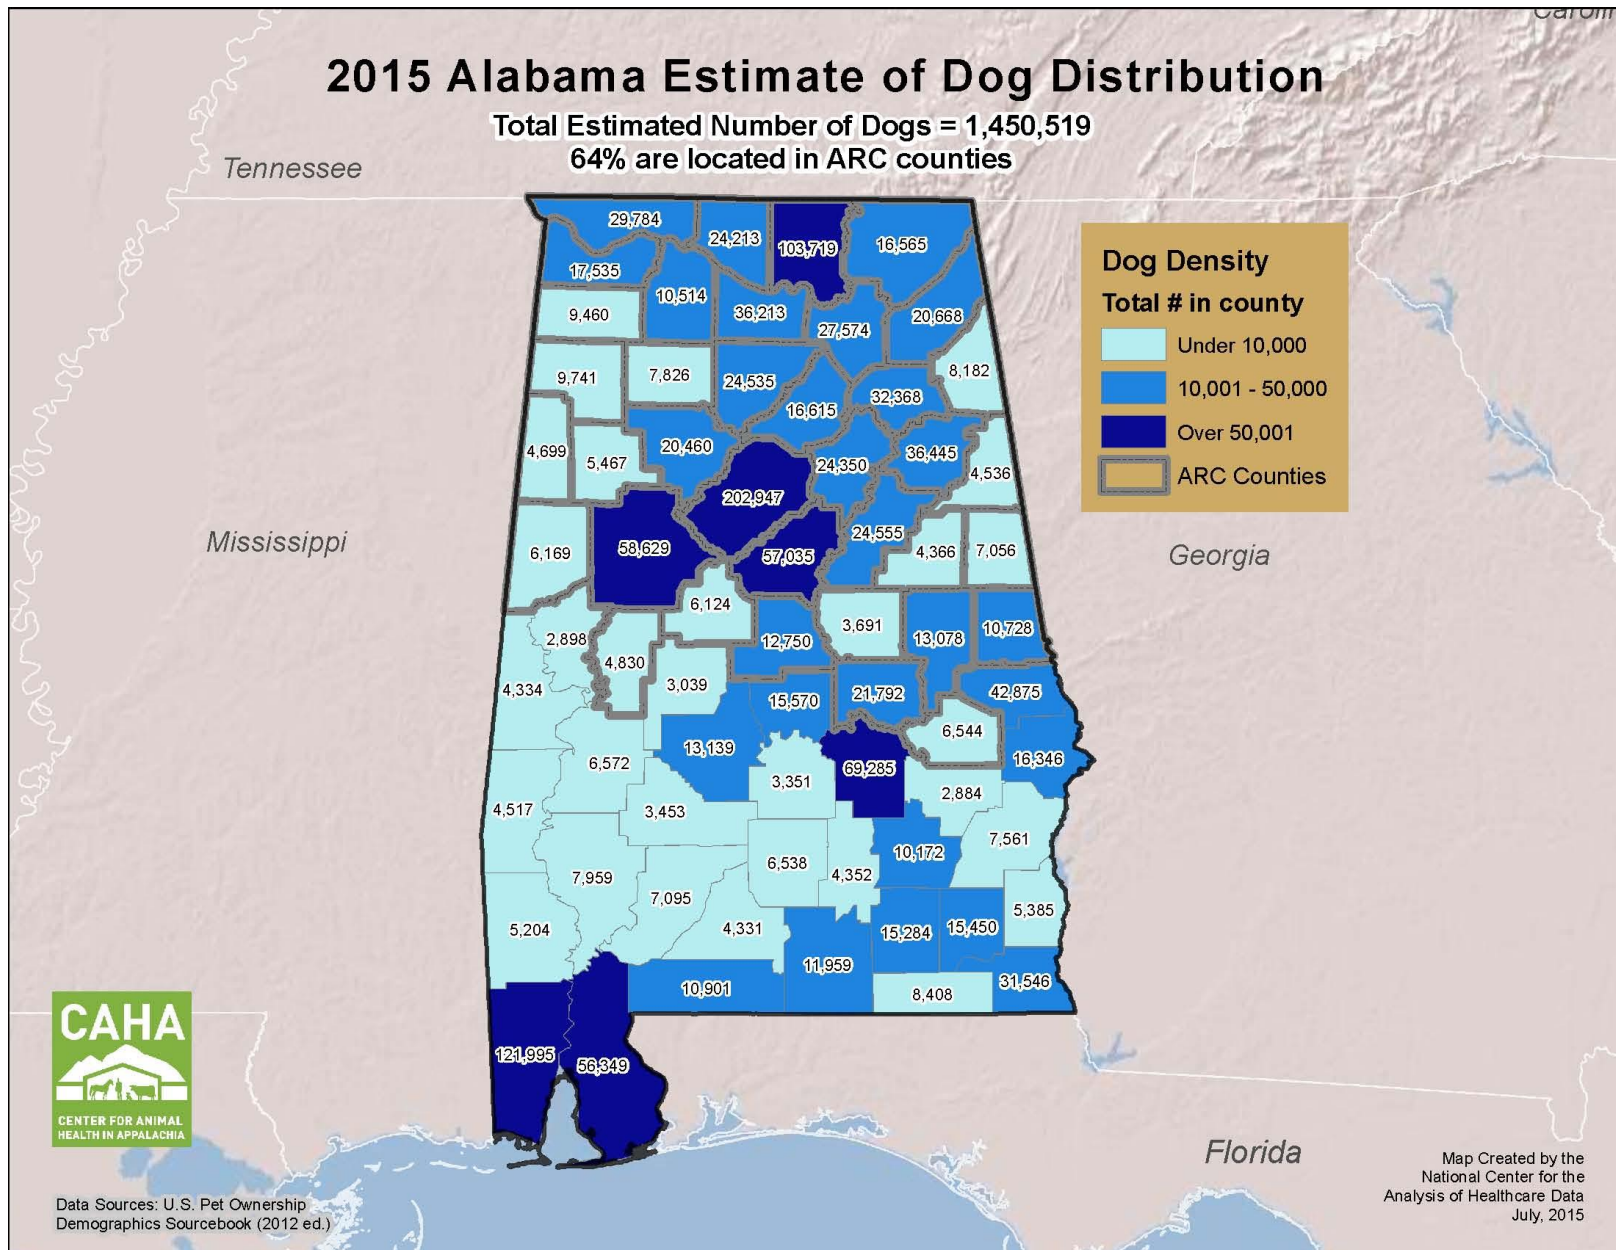 Carolin
2015 Alabama Estimate of Dog Distribution
Total Estimated Number of Dogs = 1,450,519
64% are located in ARC counties
Tennessee
29,784
24,213
103,719
16,565
17,535
10,514
36,213
27,574
20,668
9,460
8,182
9,741
7,826
24,535
16,615
32,368
4,699
5,467
20,460
24,350
36,445
4,536
202,947
6,169
58,629
57,035
24,555
4,366
7,056
6,124
2,898
4,830
12,750
3,691
13,078
10,728
4,334
3,039
15,570
21,792
42,875
6,544
6,572
13,139
16,346
69,285
3,351
2,884
4,517
3,453
7,561
7,959
6,538
4,352
10,172
7,095
5,385
5,204
4,331
15,284
15,450
11,959
10,901
8,408
31,546
121,995
56,349
Dog Density
Total # in county
Under 10,000
10,001 - 50,000
Over 50,001
ARC Counties
Mississippi
Georgia
Florida
CAHA
CENTER FOR ANIMAL
HEALTH IN APPALACHIA
Data Sources: U.S. Pet Ownership
Demographics Sourcebook (2012 ed.)
Map Created by the
National Center for the
Analysis of Healthcare Data
July, 2015